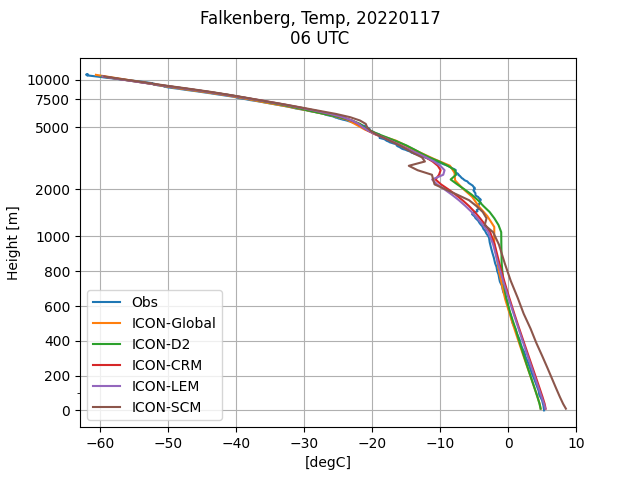 Falkenberg, Temp, 20220117
06 UTC
Height [m]
10000
7500
5000
2000
1000
800
600
400
200
0
Obs
ICON-Global
ICON-D2
ICON-CRM
ICON-LEM
ICON-SCM
−60 −50 −40 −30 −20 −10 0 10
[degC]